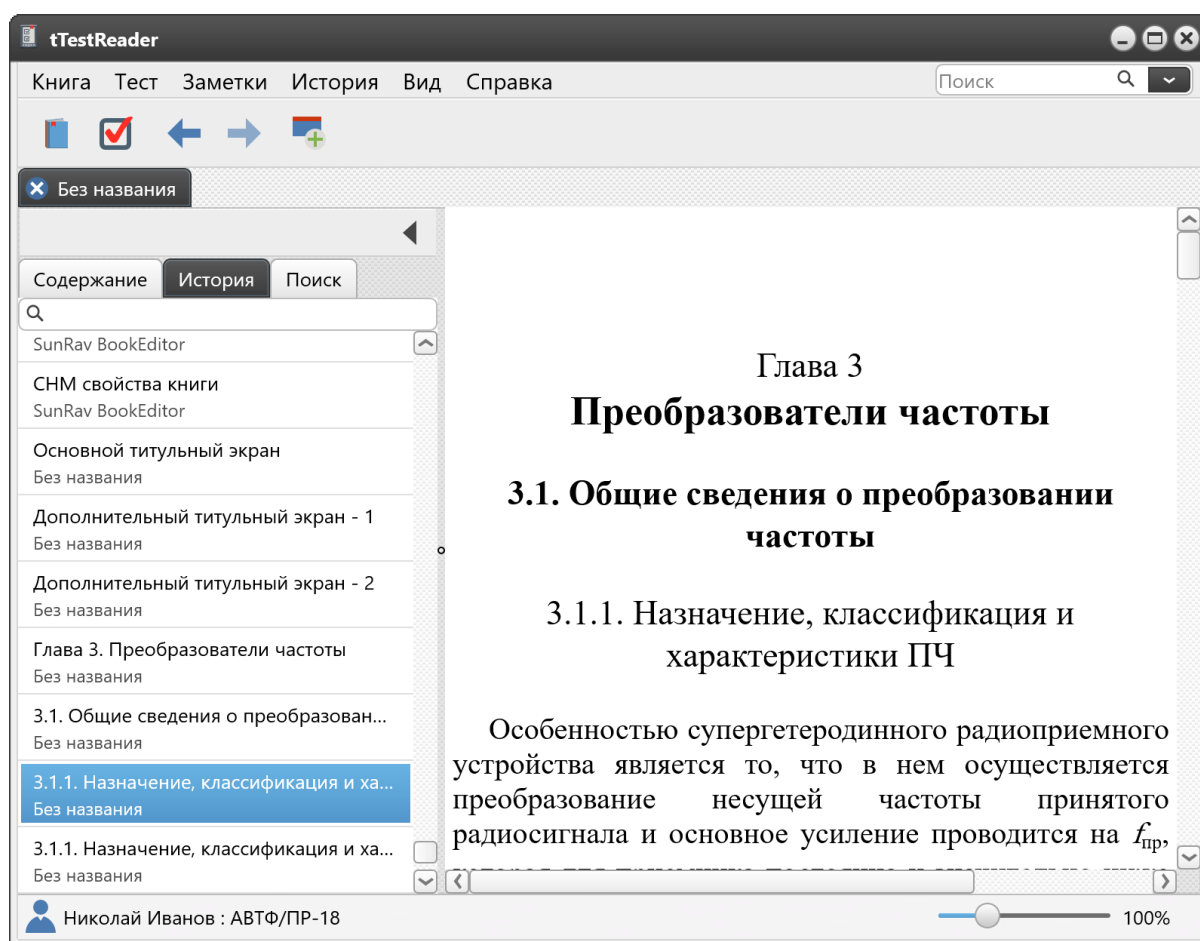 tTestReader
Книга Тест Заметки История Вид Справка Поиск
Без названия
Содержание История Поиск
SunRav BookEditor
CHM свойства книги
SunRav BookEditor
Основной титульный экран
Без названия
Дополнительный титульный экран - 1
Без названия
Дополнительный титульный экран - 2
Без названия
Глава 3. Преобразователи частоты
Без названия
3.1. Общие сведения о преобразован...
Без названия
3.1.1. Назначение, классификация и ха...
Без названия
3.1.1. Назначение, классификация и ха...
Без названия
Глава 3
Преобразователи частоты
3.1. Общие сведения о преобразовании
частоты
3.1.1. Назначение, классификация и
характеристики ПЧ
Особенностью супергетеродинного радиоприемного
устройства является то, что в нем осуществляется
преобразование несущей частоты принятого
радиосигнала и основное усиление проводится на fпр,
Николай Иванов : АВТФ/ПР-18
100%